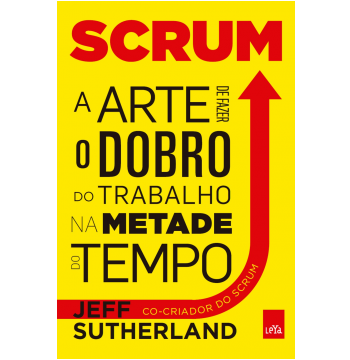 SCRUM
A ARTE DE FAZER
O DOBRO
DO TRABALHO
NA METADE
DO TEMPO
JEFF SUTHERLAND
CO-CRIADOR DO SCRUM
LeYa